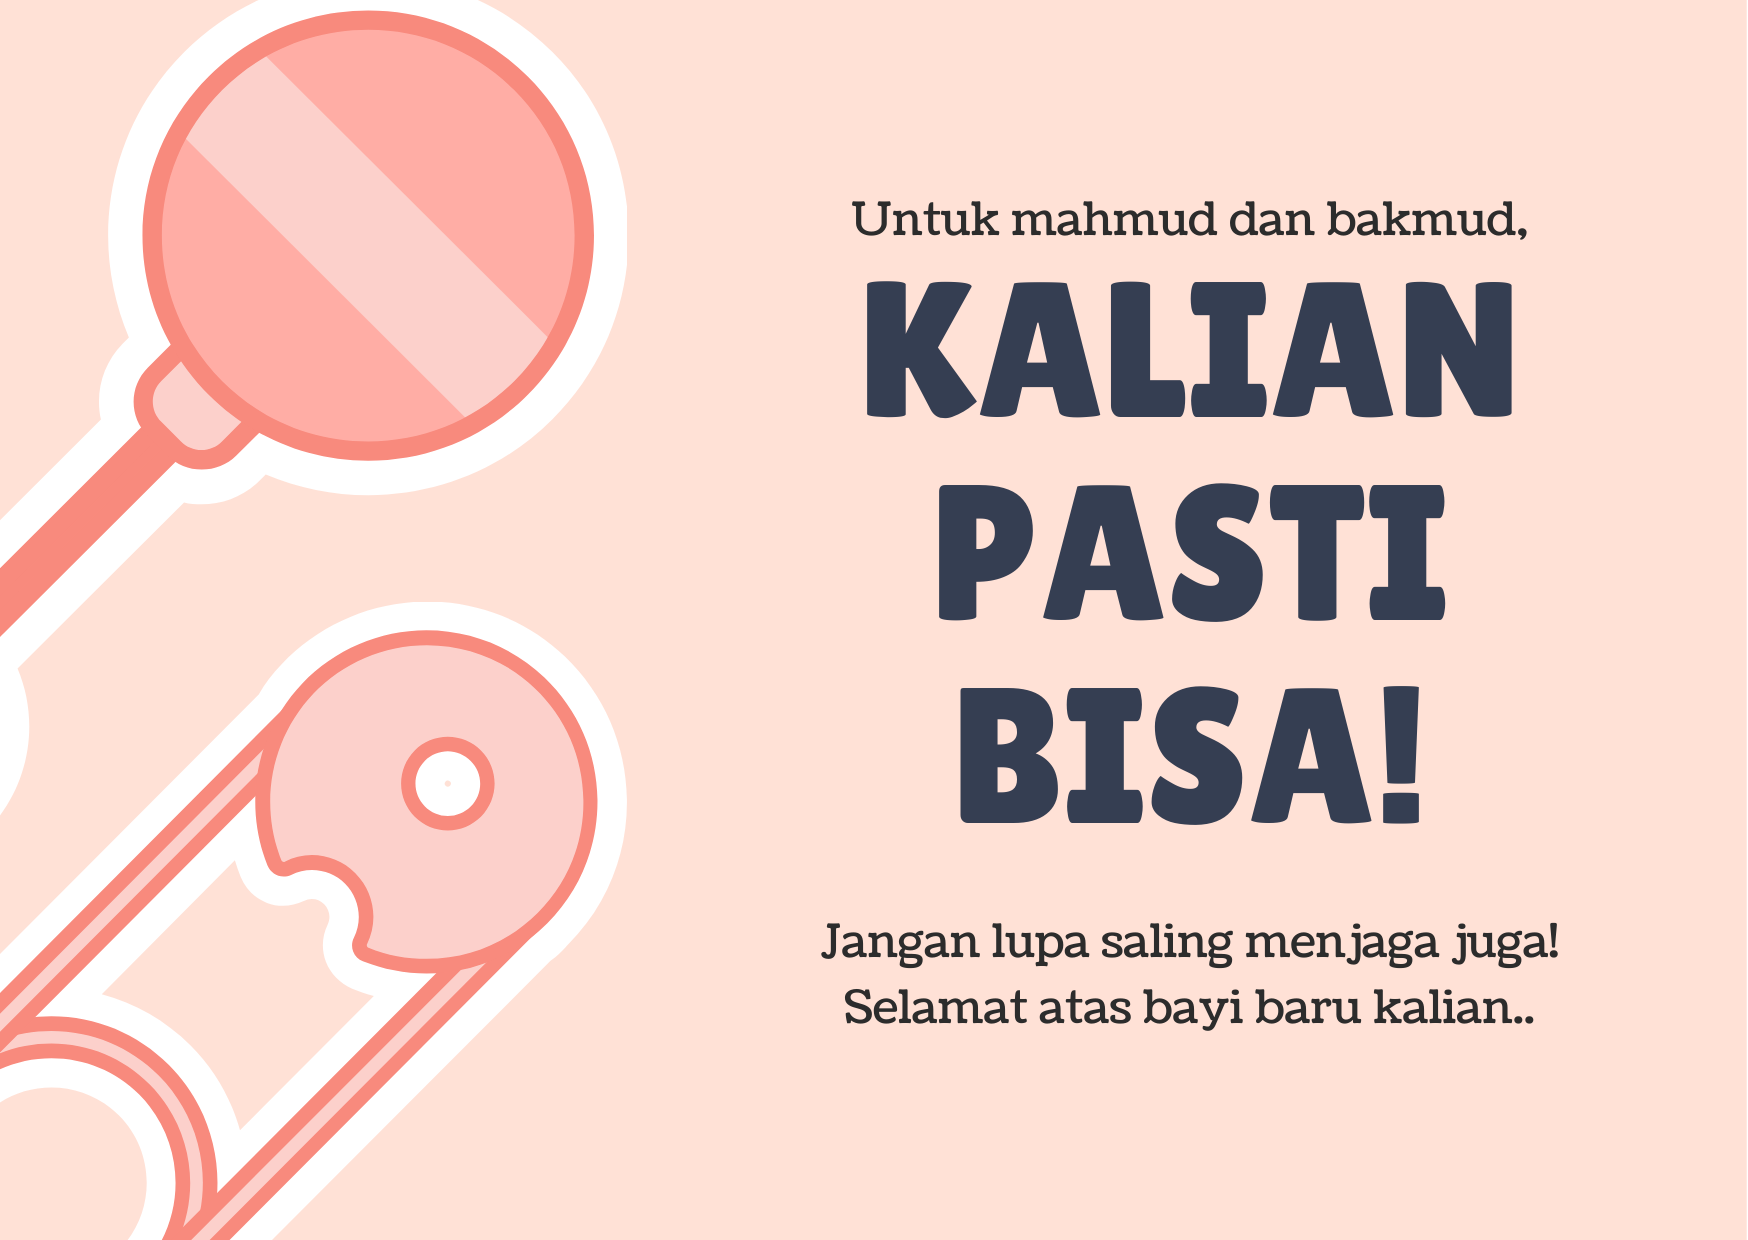 Untuk mahmud dan bakmud,
KALIAN
PASTI
BISA!
Jangan lupa saling menjaga juga!
Selamat atas bayi baru kalian..